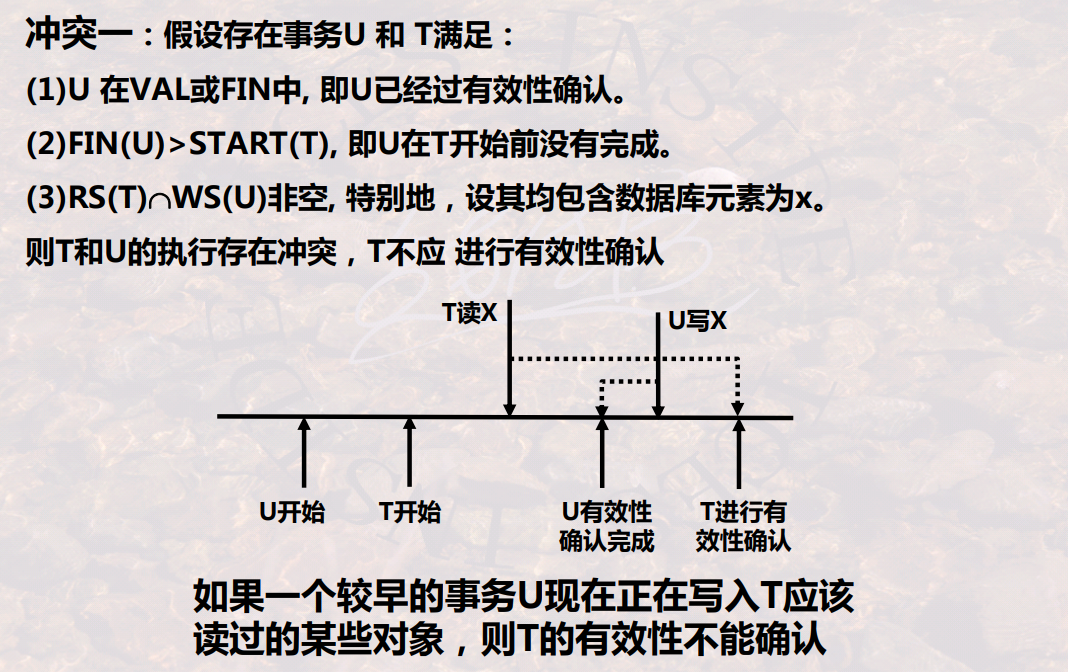 冲突一：假设存在事务U 和 T满足：
(1)U 在VAL或FIN中, 即U已经过有效性确认。
(2)FIN(U)>START(T), 即U在T开始前没有完成。
(3)RS(T)∩WS(U)非空, 特别地，设其均包含数据库元素为x。
则T和U的执行存在冲突，T不应 进行有效性确认
T读X
U写X
U开始
T开始
U有效性
确认完成
T进行有
效性确认
如果一个较早的事务U现在正在写入T应该
读过的某些对象，则T的有效性不能确认